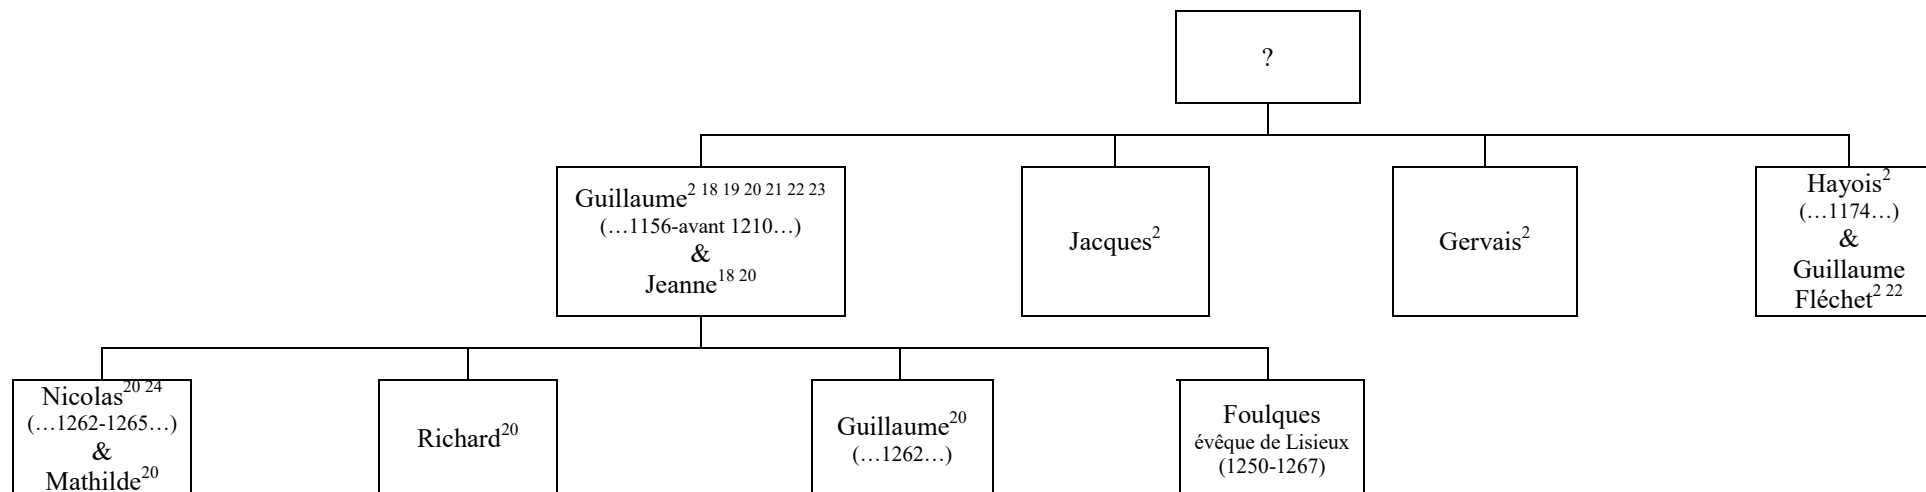 ?
Guillaume2 18 19 20 21 22 23
(…1156-avant 1210…)
&
Jeanne18 20
Jacques2
Gervais2
Hayois2
(…1174…)
&
Guillaume
Fléchet2 22
Nicolas20 24
(…1262-1265…)
&
Mathilde20
Richard20
Guillaume20
(…1262…)
Foulques
évêque de Lisieux
(1250-1267)